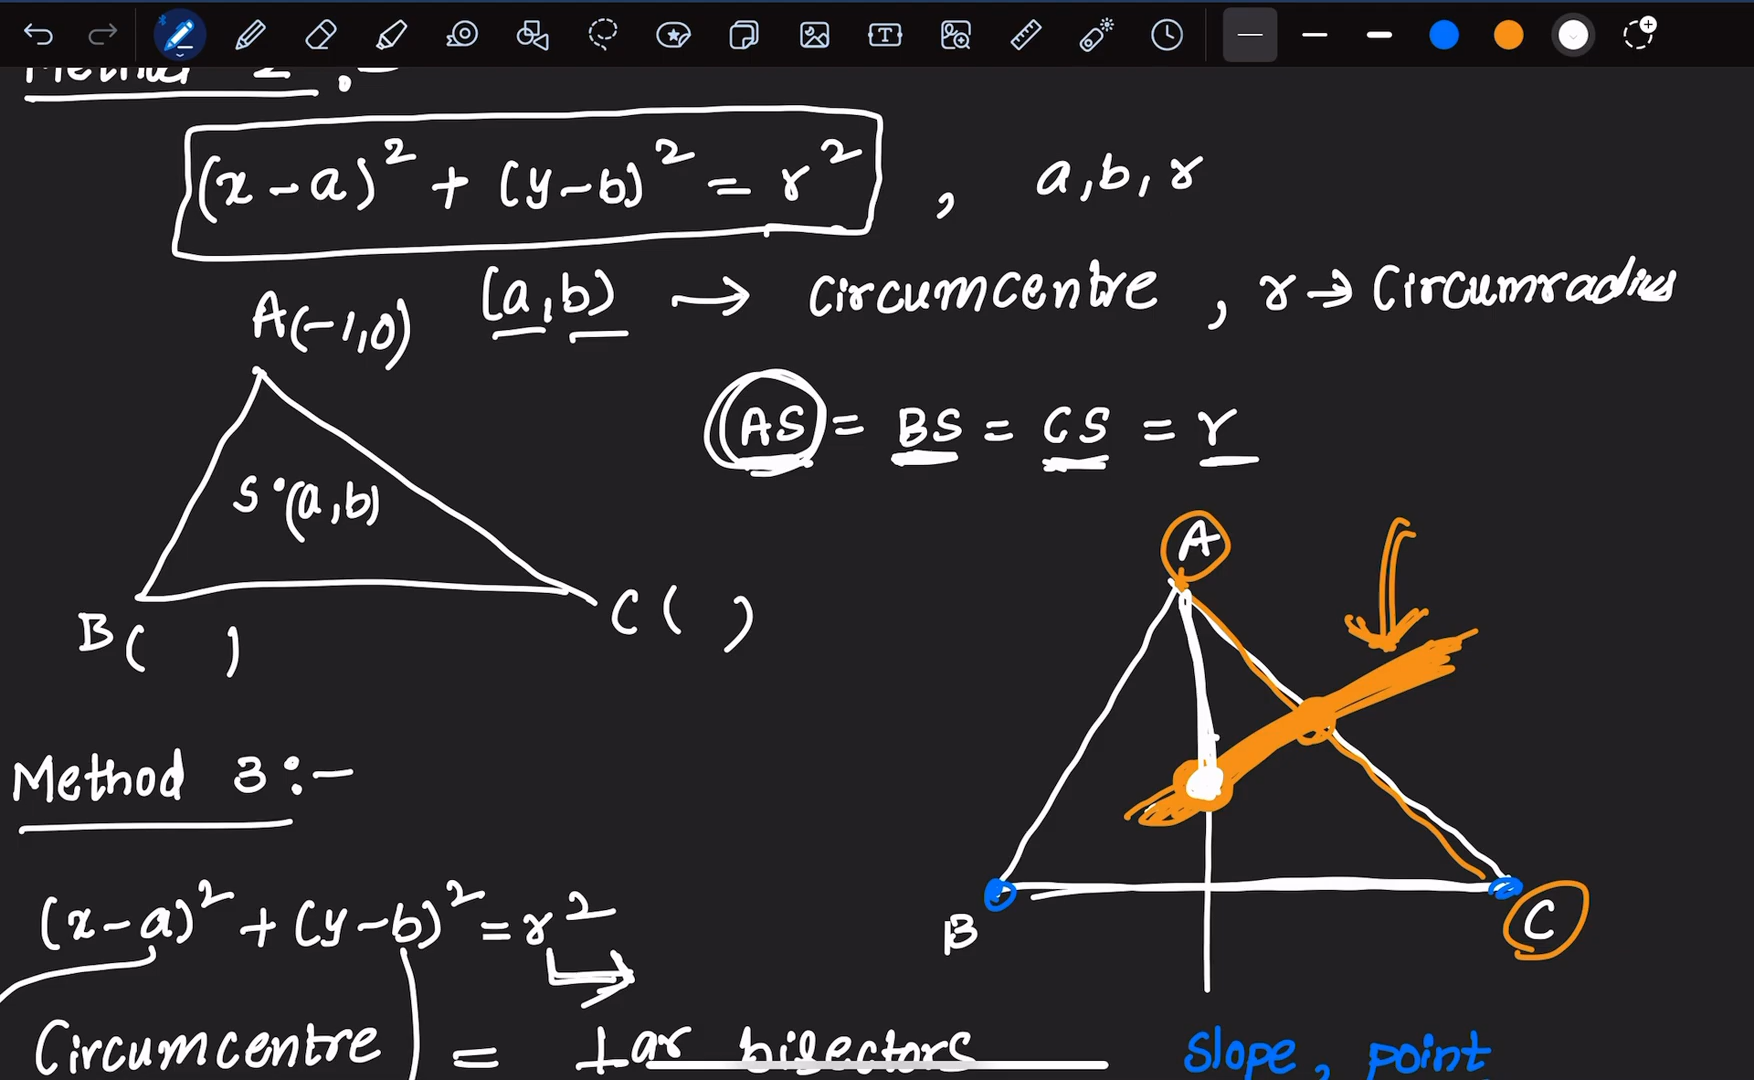 Method 2 :-
(x-a)² + (y-b)² = r² , a, b, r
(a,b) → Circumcentre , r → Circumradius
A(-1,0)
AS = BS = CS = r
S•(a,b)
B( )
C( )
A
B
C
Method 3:-
(x-a)² + (y-b)² = r²
Circumcentre = ⊥ar bisectors
Slope, point